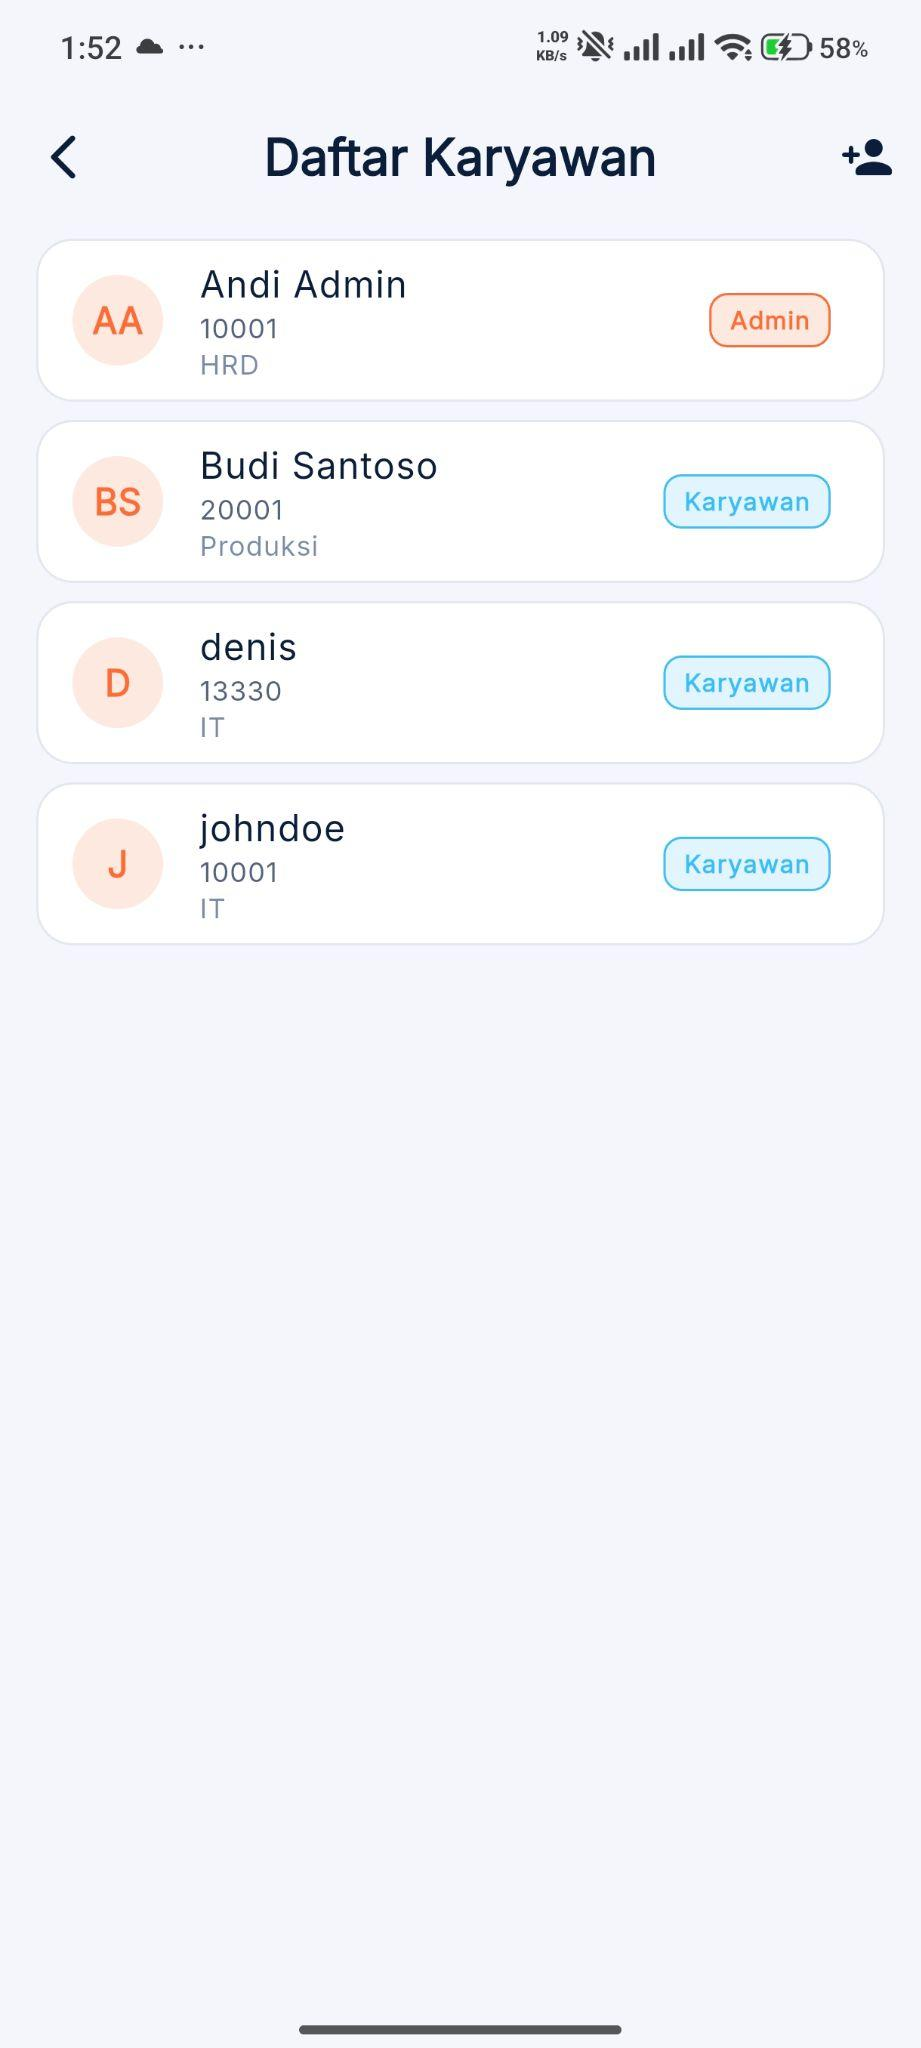 1:52 ...
1.09
KB/s
58%
Daftar Karyawan
AA
Andi Admin
10001
HRD
Admin
BS
Budi Santoso
20001
Produksi
Karyawan
D
denis
13330
IT
Karyawan
J
johndoe
10001
IT
Karyawan